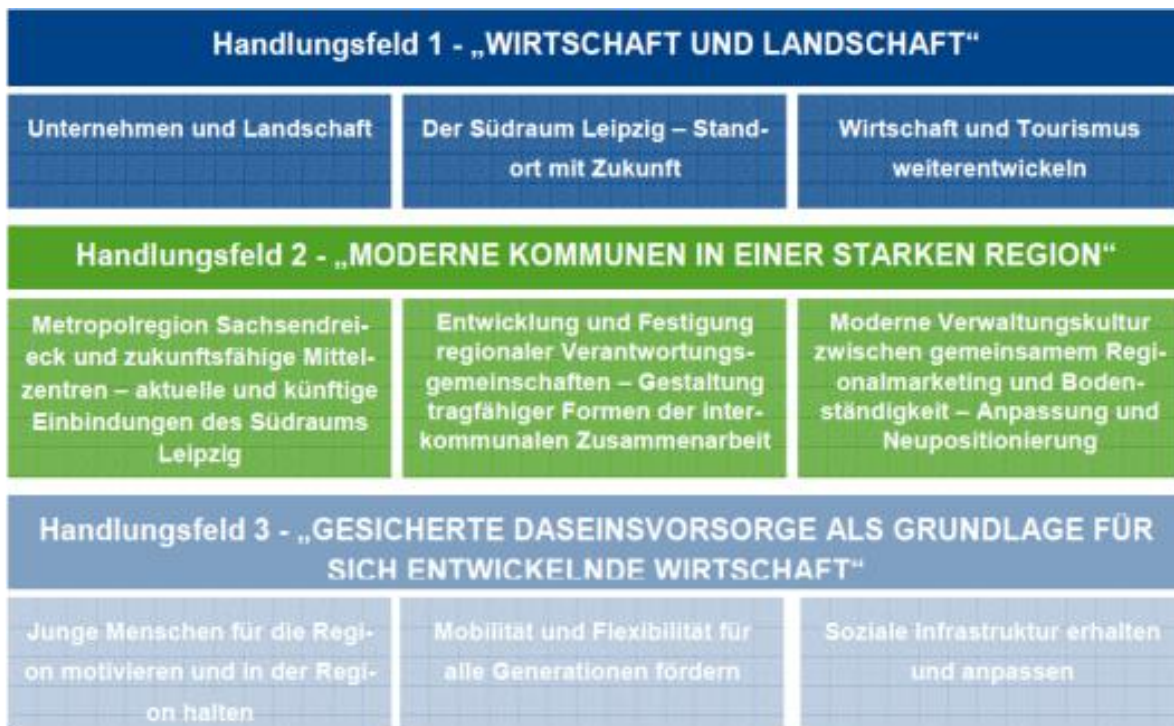 Handlungsfeld 1 - „WIRTSCHAFT UND LANDSCHAFT“
Unternehmen und Landschaft
Der Südraum Leipzig – Stand-
ort mit Zukunft
Wirtschaft und Tourismus
weiterentwickeln
Handlungsfeld 2 - „MODERNE KOMMUNEN IN EINER STARKEN REGION“
Metropolregion Sachsendrei-
eck und zukunftsfähige Mittel-
zentren – aktuelle und künftige
Einbindungen des Südraums
Leipzig
Entwicklung und Festigung
regionaler Verantwortungs-
gemeinschaften – Gestaltung
tragfähiger Formen der inter-
kommunalen Zusammenarbeit
Moderne Verwaltungskultur
zwischen gemeinsamem Regi-
onalmarketing und Boden-
ständigkeit – Anpassung und
Neupositionierung
Handlungsfeld 3 - „GESICHERTE DASEINSVORSORGE ALS GRUNDLAGE FÜR
SICH ENTWICKELNDE WIRTSCHAFT“
Junge Menschen für die Regi-
on motivieren und in der Regi-
on halten
Mobilität und Flexibilität für
alle Generationen fördern
Soziale Infrastruktur erhalten
und anpassen